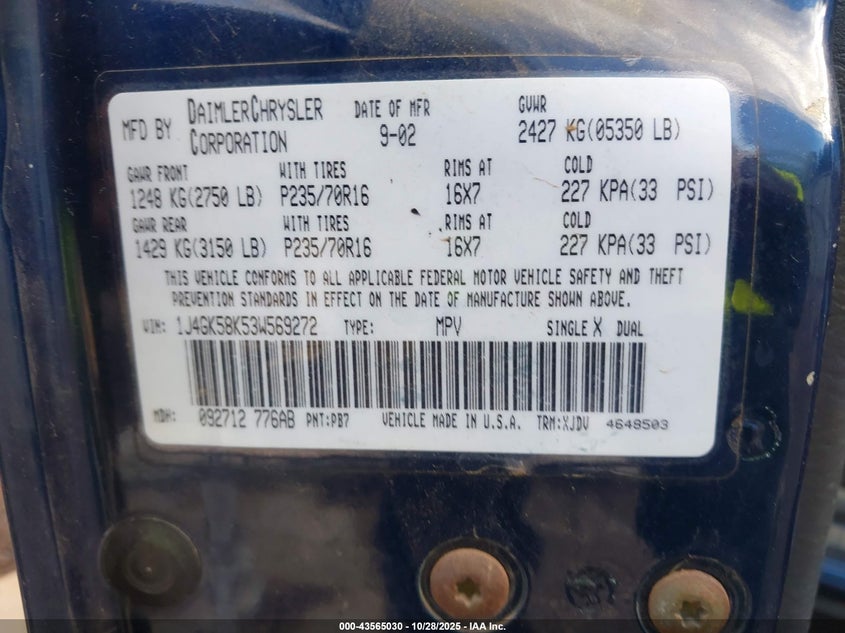 MFD BY DAIMLERCHRYSLER CORPORATION DATE OF MFR 9-02 GVWR 2427 KG(05350 LB)
GAWR FRONT WITH TIRES RIMS AT COLD
1248 KG(2750 LB) P235/70R16 16X7 227 KPA(33 PSI)
GAWR REAR WITH TIRES RIMS AT COLD
1429 KG(3150 LB) P235/70R16 16X7 227 KPA(33 PSI)
THIS VEHICLE CONFORMS TO ALL APPLICABLE FEDERAL MOTOR VEHICLE SAFETY AND THEFT
PREVENTION STANDARDS IN EFFECT ON THE DATE OF MANUFACTURE SHOWN ABOVE.
VIN: 1J4GK58K53W569272 TYPE: MPV SINGLE X DUAL
MDH: 092712 776AB PNT:PB7 VEHICLE MADE IN U.S.A. TRM:XJDV 4648503
000-43565030 | 10/28/2025 | IAA Inc.